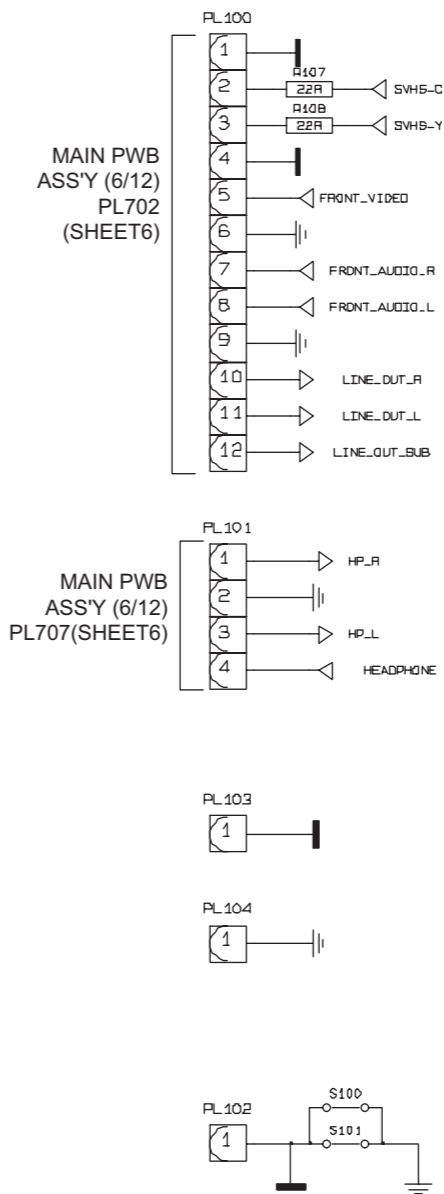 PL100
1
R107
2 22R SVHS-C
R108
3 22R SVHS-Y
MAIN PWB
ASS'Y (6/12)
PL702
(SHEET6)
4
5 FRONT_VIDEO
6
7 FRONT_AUDIO_R
8 FRONT_AUDIO_L
9
10 LINE_OUT_R
11 LINE_OUT_L
12 LINE_OUT_SUB
PL101
MAIN PWB
ASS'Y (6/12)
PL707(SHEET6)
1 HP_R
2
3 HP_L
4 HEADPHONE
PL103
1
PL104
1
S100
PL102
1 S101